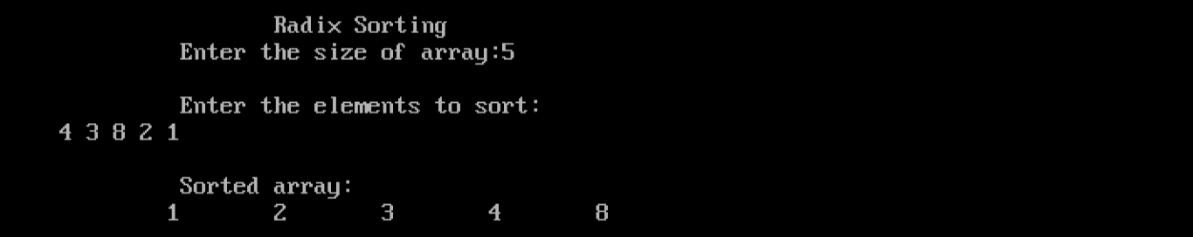 Radix Sorting
Enter the size of array:5
Enter the elements to sort:
4 3 8 2 1
Sorted array:
1 2 3 4 8